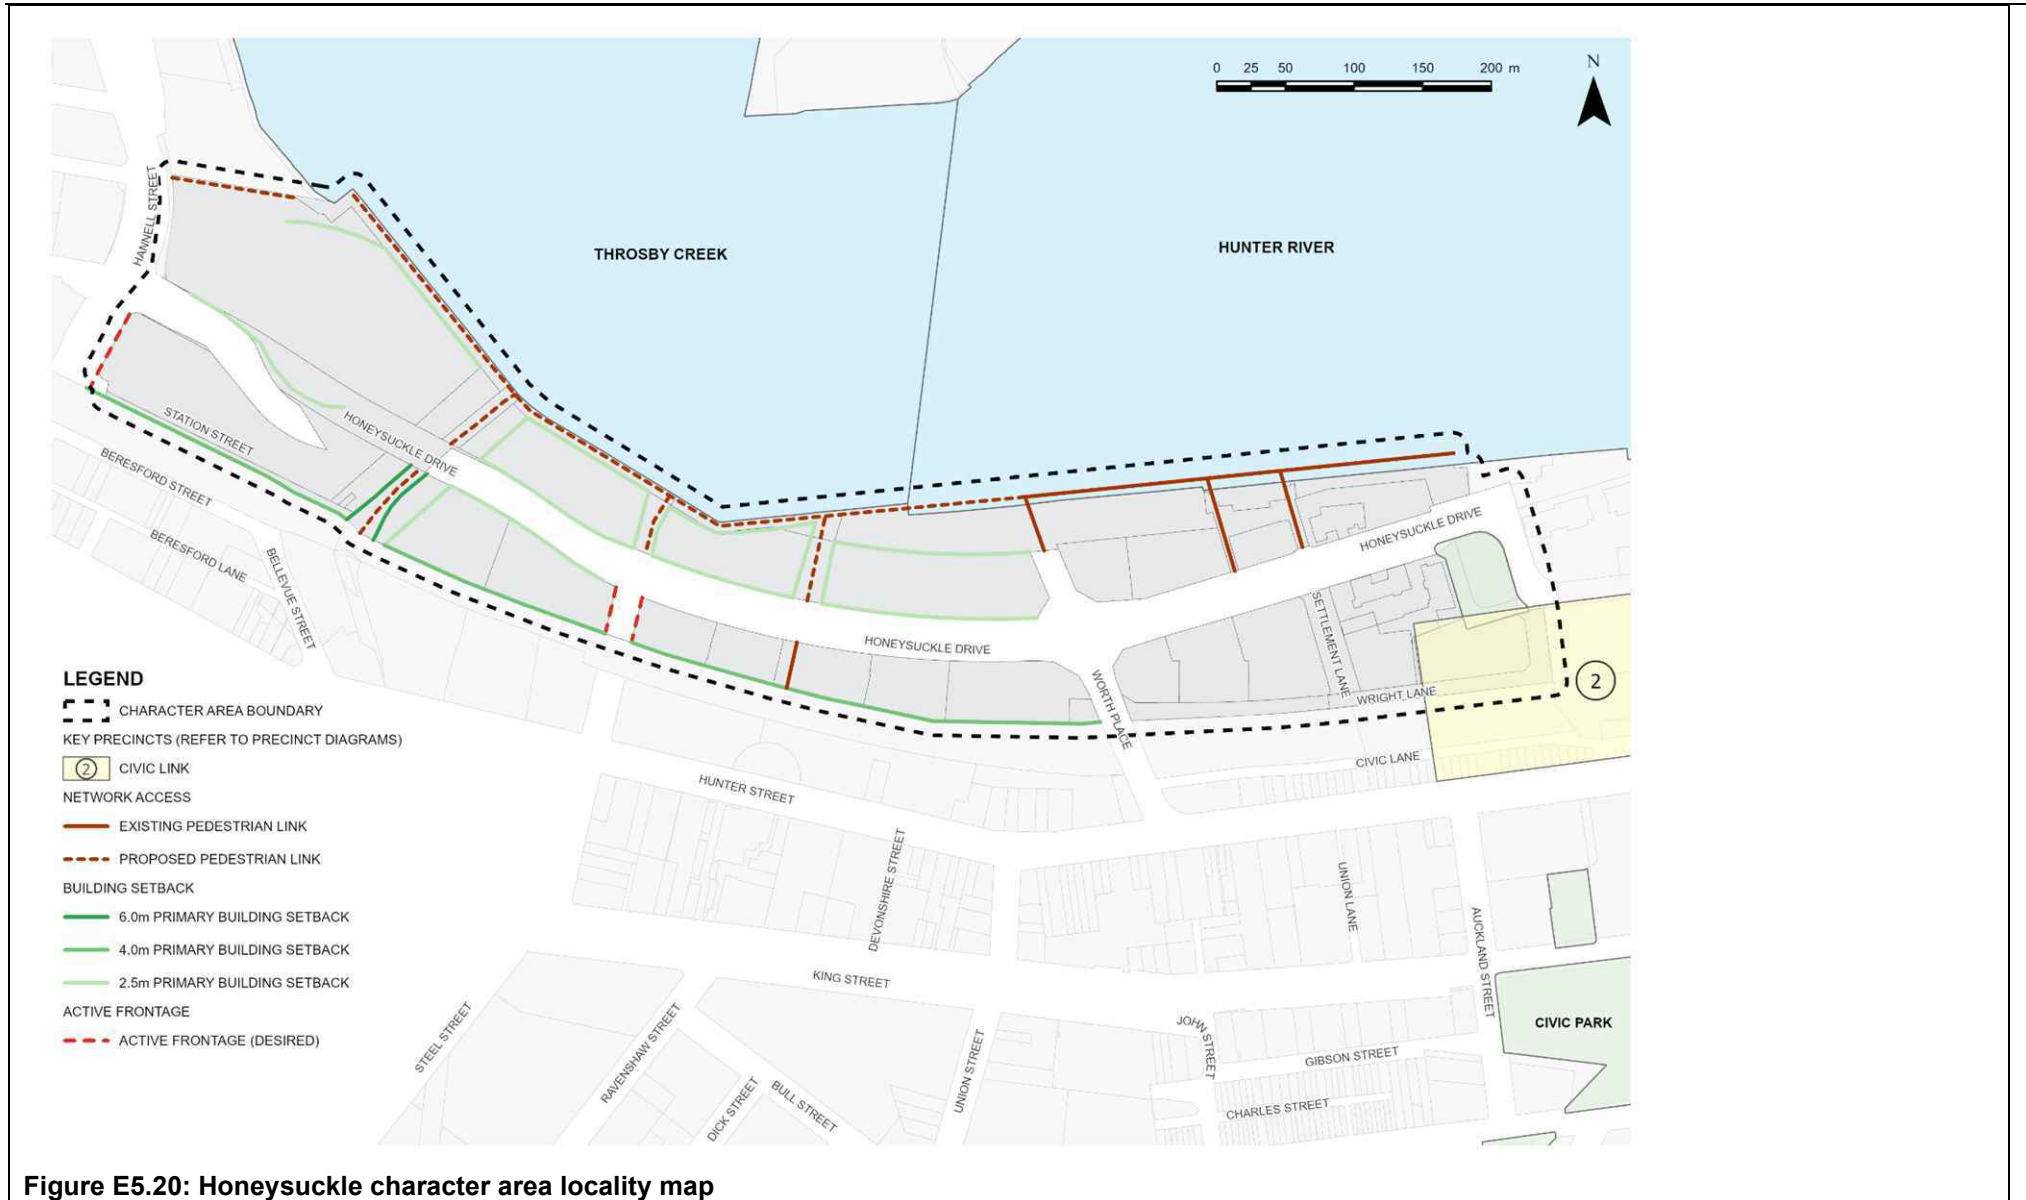 0 25 50 100 150 200 m
N
HANNELL STREET
THROSBY CREEK
HUNTER RIVER
STATION STREET
HONEYSUCKLE DRIVE
BERESFORD STREET
BERESFORD LANE
BELLEVUE STREET
HONEYSUCKLE DRIVE
HONEYSUCKLE DRIVE
SETTLEMENT LANE
WORTH PLACE
WRIGHT LANE
2
CIVIC LANE
HUNTER STREET
DEVONSHIRE STREET
UNION LANE
AUCKLAND STREET
KING STREET
STEEL STREET
RAVENSHAW STREET
DICK STREET
BULL STREET
UNION STREET
JOHN STREET
GIBSON STREET
CHARLES STREET
CIVIC PARK
LEGEND
CHARACTER AREA BOUNDARY
KEY PRECINCTS (REFER TO PRECINCT DIAGRAMS)
2 CIVIC LINK
NETWORK ACCESS
EXISTING PEDESTRIAN LINK
PROPOSED PEDESTRIAN LINK
BUILDING SETBACK
6.0m PRIMARY BUILDING SETBACK
4.0m PRIMARY BUILDING SETBACK
2.5m PRIMARY BUILDING SETBACK
ACTIVE FRONTAGE
ACTIVE FRONTAGE (DESIRED)
Figure E5.20: Honeysuckle character area locality map